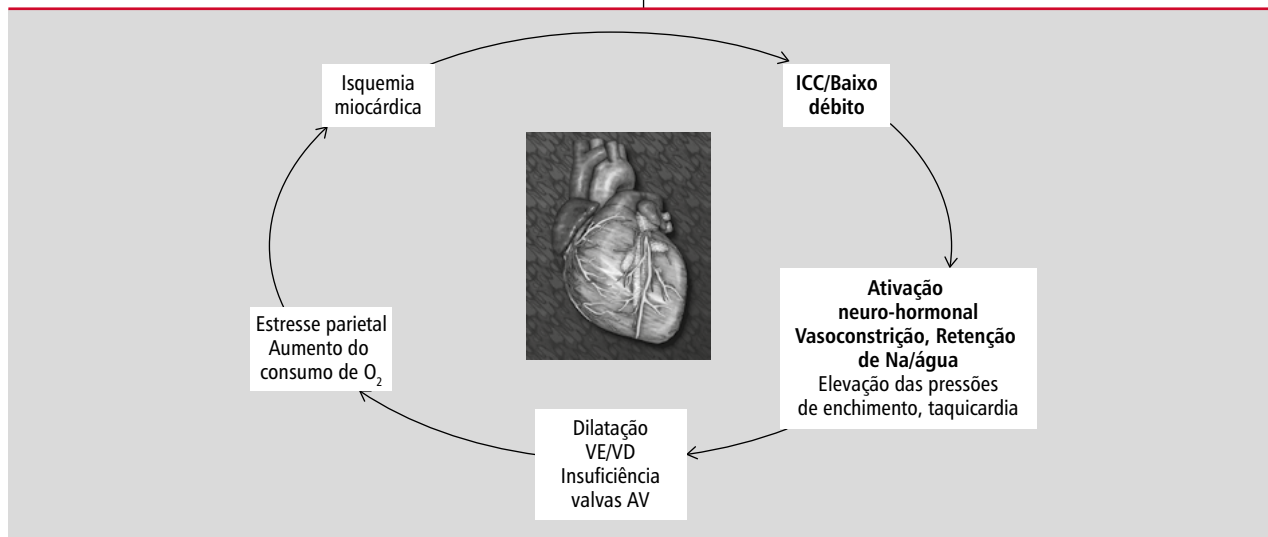 Isquemia
miocárdica
ICC/Baixo
débito
Ativação
neuro-hormonal
Vasoconstrição, Retenção
de Na/água
Elevação das pressões
de enchimento, taquicardia
Dilatação
VE/VD
Insuficiência
valvas AV
Estresse parietal
Aumento do
consumo de O₂